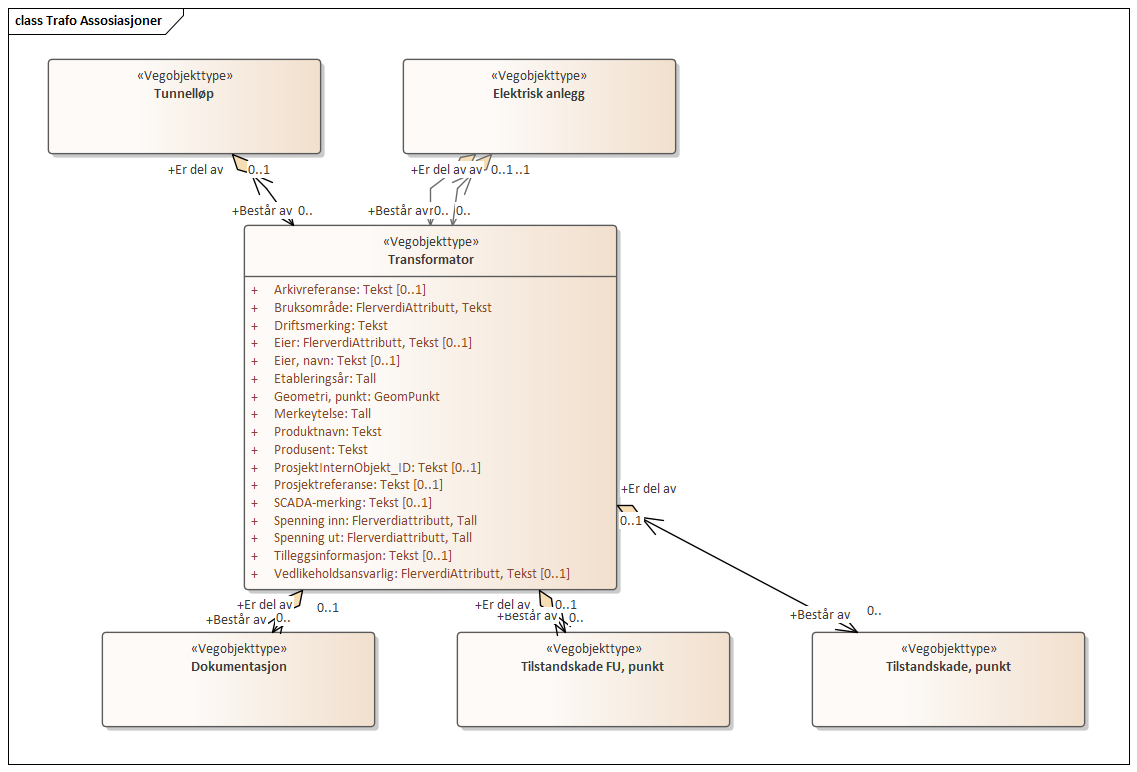 class Trafo Assosiasjoner
«Vegobjekttype»
Tunnelløp
«Vegobjekttype»
Elektrisk anlegg
+Er del av
0..1
+Er del av
av
0..1
..1
+Består av
0..
+Består av
0..
0..
«Vegobjekttype»
Transformator
+ Arkivreferanse: Tekst [0..1]
+ Bruksområde: FlerverdiAttributt, Tekst
+ Driftsmerking: Tekst
+ Eier: FlerverdiAttributt, Tekst [0..1]
+ Eier, navn: Tekst [0..1]
+ Etableringsår: Tall
+ Geometri, punkt: GeomPunkt
+ Merkeytelse: Tall
+ Produktnavn: Tekst
+ Produsent: Tekst
+ ProsjektInternObjekt_ID: Tekst [0..1]
+ Prosjektreferanse: Tekst [0..1]
+ SCADA-merking: Tekst [0..1]
+ Spenning inn: Flerverdiattributt, Tall
+ Spenning ut: Flerverdiattributt, Tall
+ Tilleggsinformasjon: Tekst [0..1]
+ Vedlikeholdsansvarlig: FlerverdiAttributt, Tekst [0..1]
+Er del av
0..1
+Er del av
0..1
+Består av
0..
+Er del av
0..1
+Består av
0..
+Består av
0..
«Vegobjekttype»
Dokumentasjon
«Vegobjekttype»
Tilstandskade FU, punkt
«Vegobjekttype»
Tilstandskade, punkt